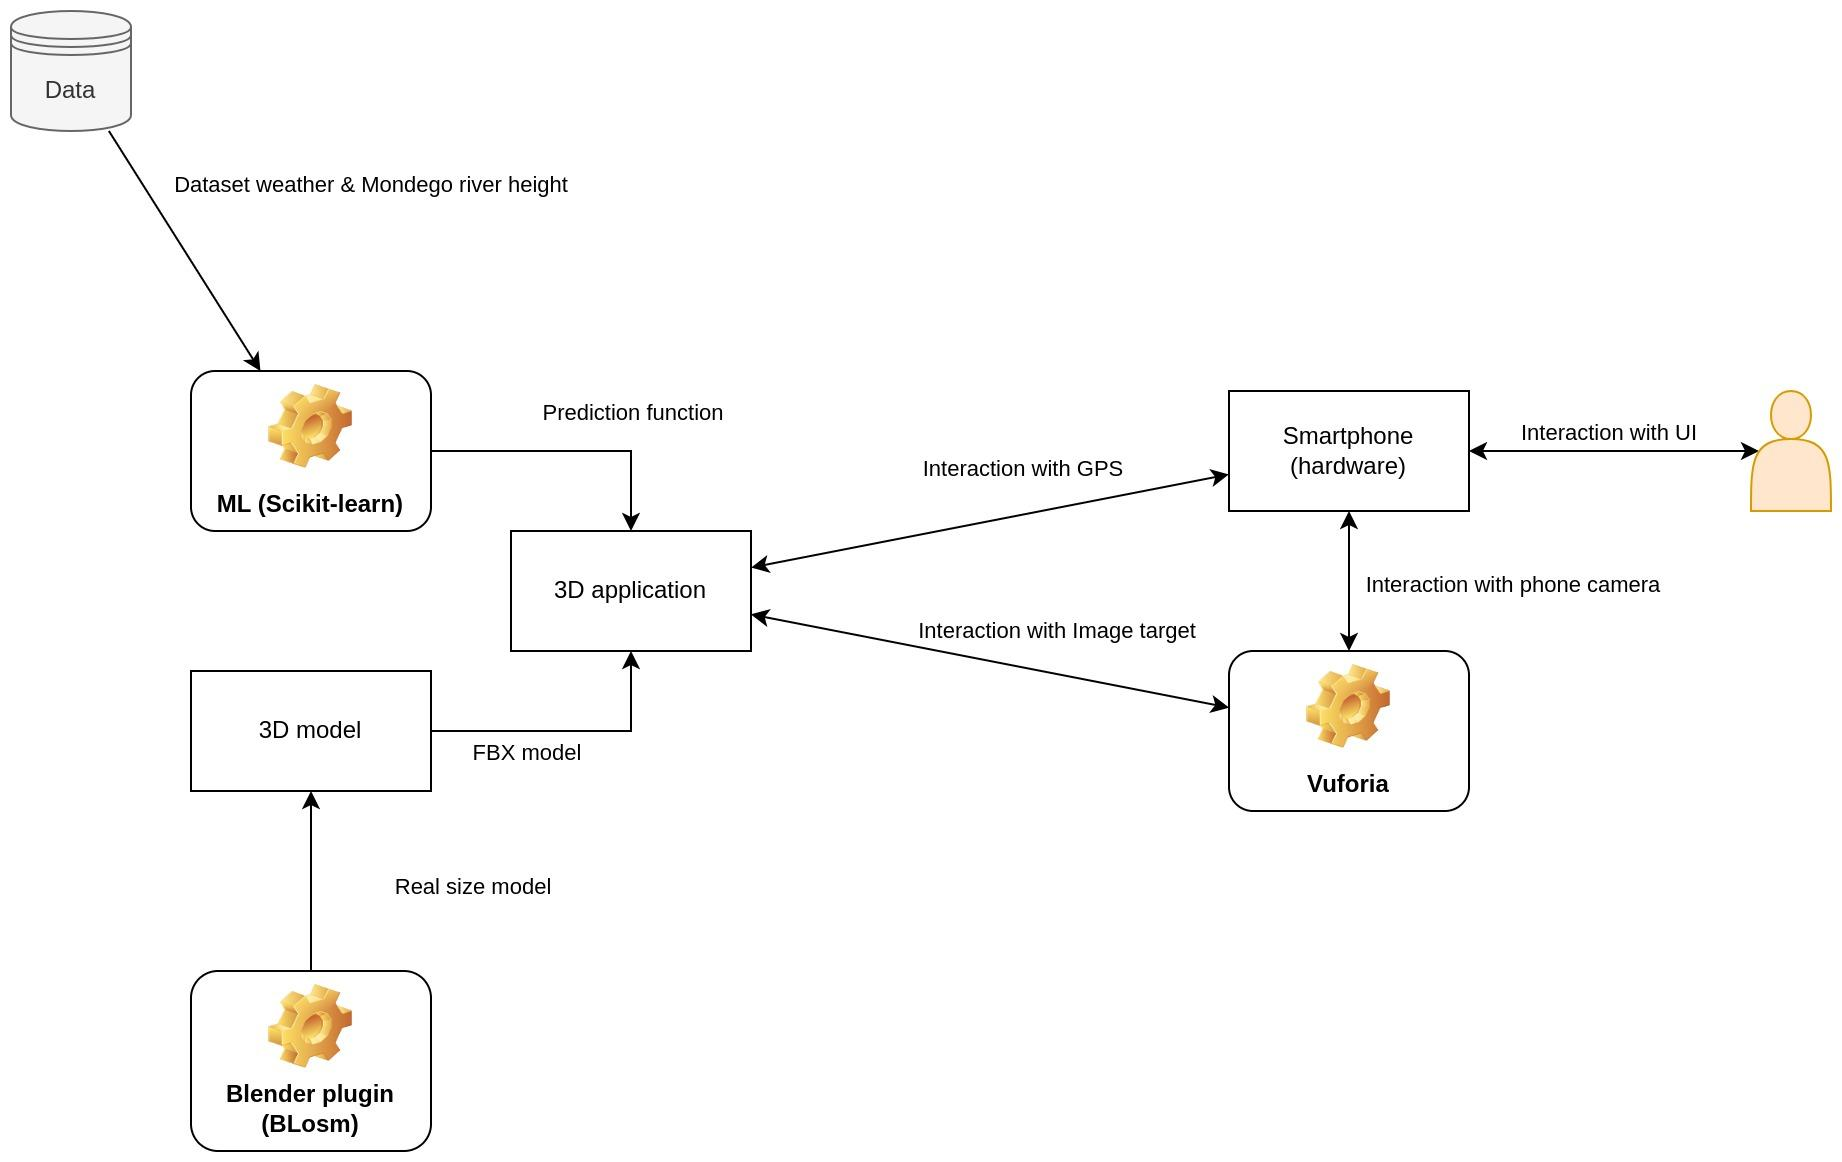 Data
Dataset weather & Mondego river height
ML (Scikit-learn)
Prediction function
3D application
Interaction with GPS
Smartphone
(hardware)
Interaction with UI
Interaction with phone camera
Interaction with Image target
Vuforia
3D model
FBX model
Real size model
Blender plugin
(BLosm)